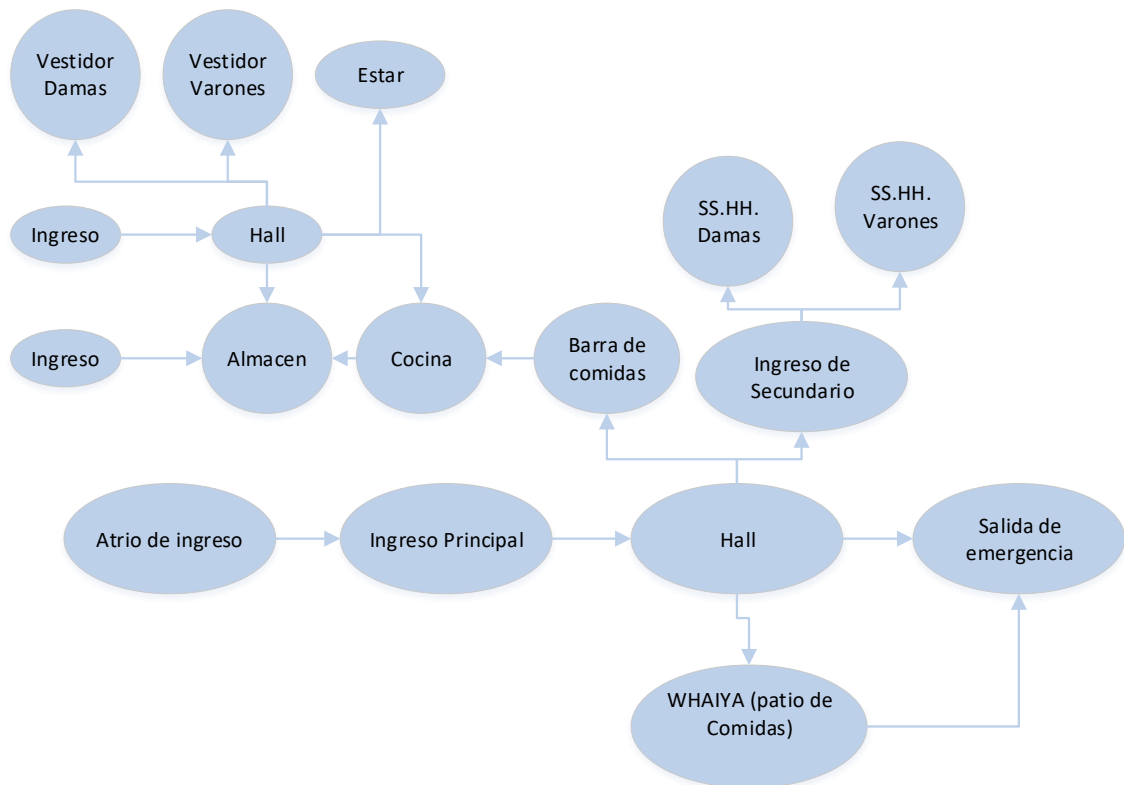 Vestidor
Damas
Vestidor
Varones
Estar
SS.HH.
Damas
SS.HH.
Varones
Ingreso
Hall
Ingreso
Almacen
Cocina
Barra de
comidas
Ingreso de
Secundario
Atrio de ingreso
Ingreso Principal
Hall
Salida de
emergencia
WHAIYA (patio de
Comidas)